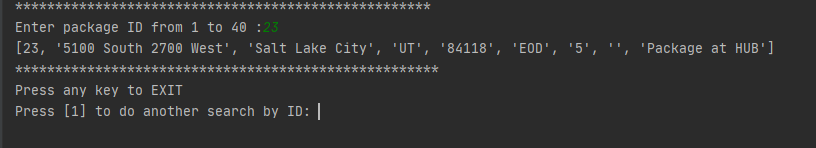 ****************************************************
Enter package ID from 1 to 40 :23
[23, '5100 South 2700 West', 'Salt Lake City', 'UT', '84118', 'EOD', '5', '', 'Package at HUB']
*****************************************************
Press any key to EXIT
Press [1] to do another search by ID: